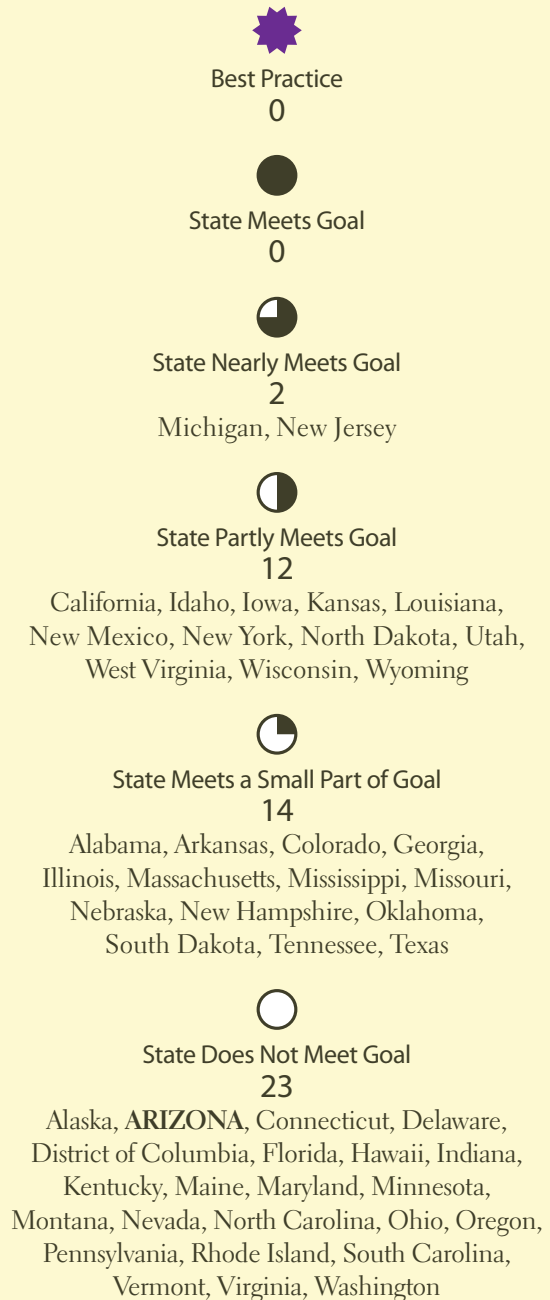 Best Practice
0
State Meets Goal
0
State Nearly Meets Goal
2
Michigan, New Jersey
State Partly Meets Goal
12
California, Idaho, Iowa, Kansas, Louisiana,
New Mexico, New York, North Dakota, Utah,
West Virginia, Wisconsin, Wyoming
State Meets a Small Part of Goal
14
Alabama, Arkansas, Colorado, Georgia,
Illinois, Massachusetts, Mississippi, Missouri,
Nebraska, New Hampshire, Oklahoma,
South Dakota, Tennessee, Texas
State Does Not Meet Goal
23
Alaska, ARIZONA, Connecticut, Delaware,
District of Columbia, Florida, Hawaii, Indiana,
Kentucky, Maine, Maryland, Minnesota,
Montana, Nevada, North Carolina, Ohio, Oregon,
Pennsylvania, Rhode Island, South Carolina,
Vermont, Virginia, Washington